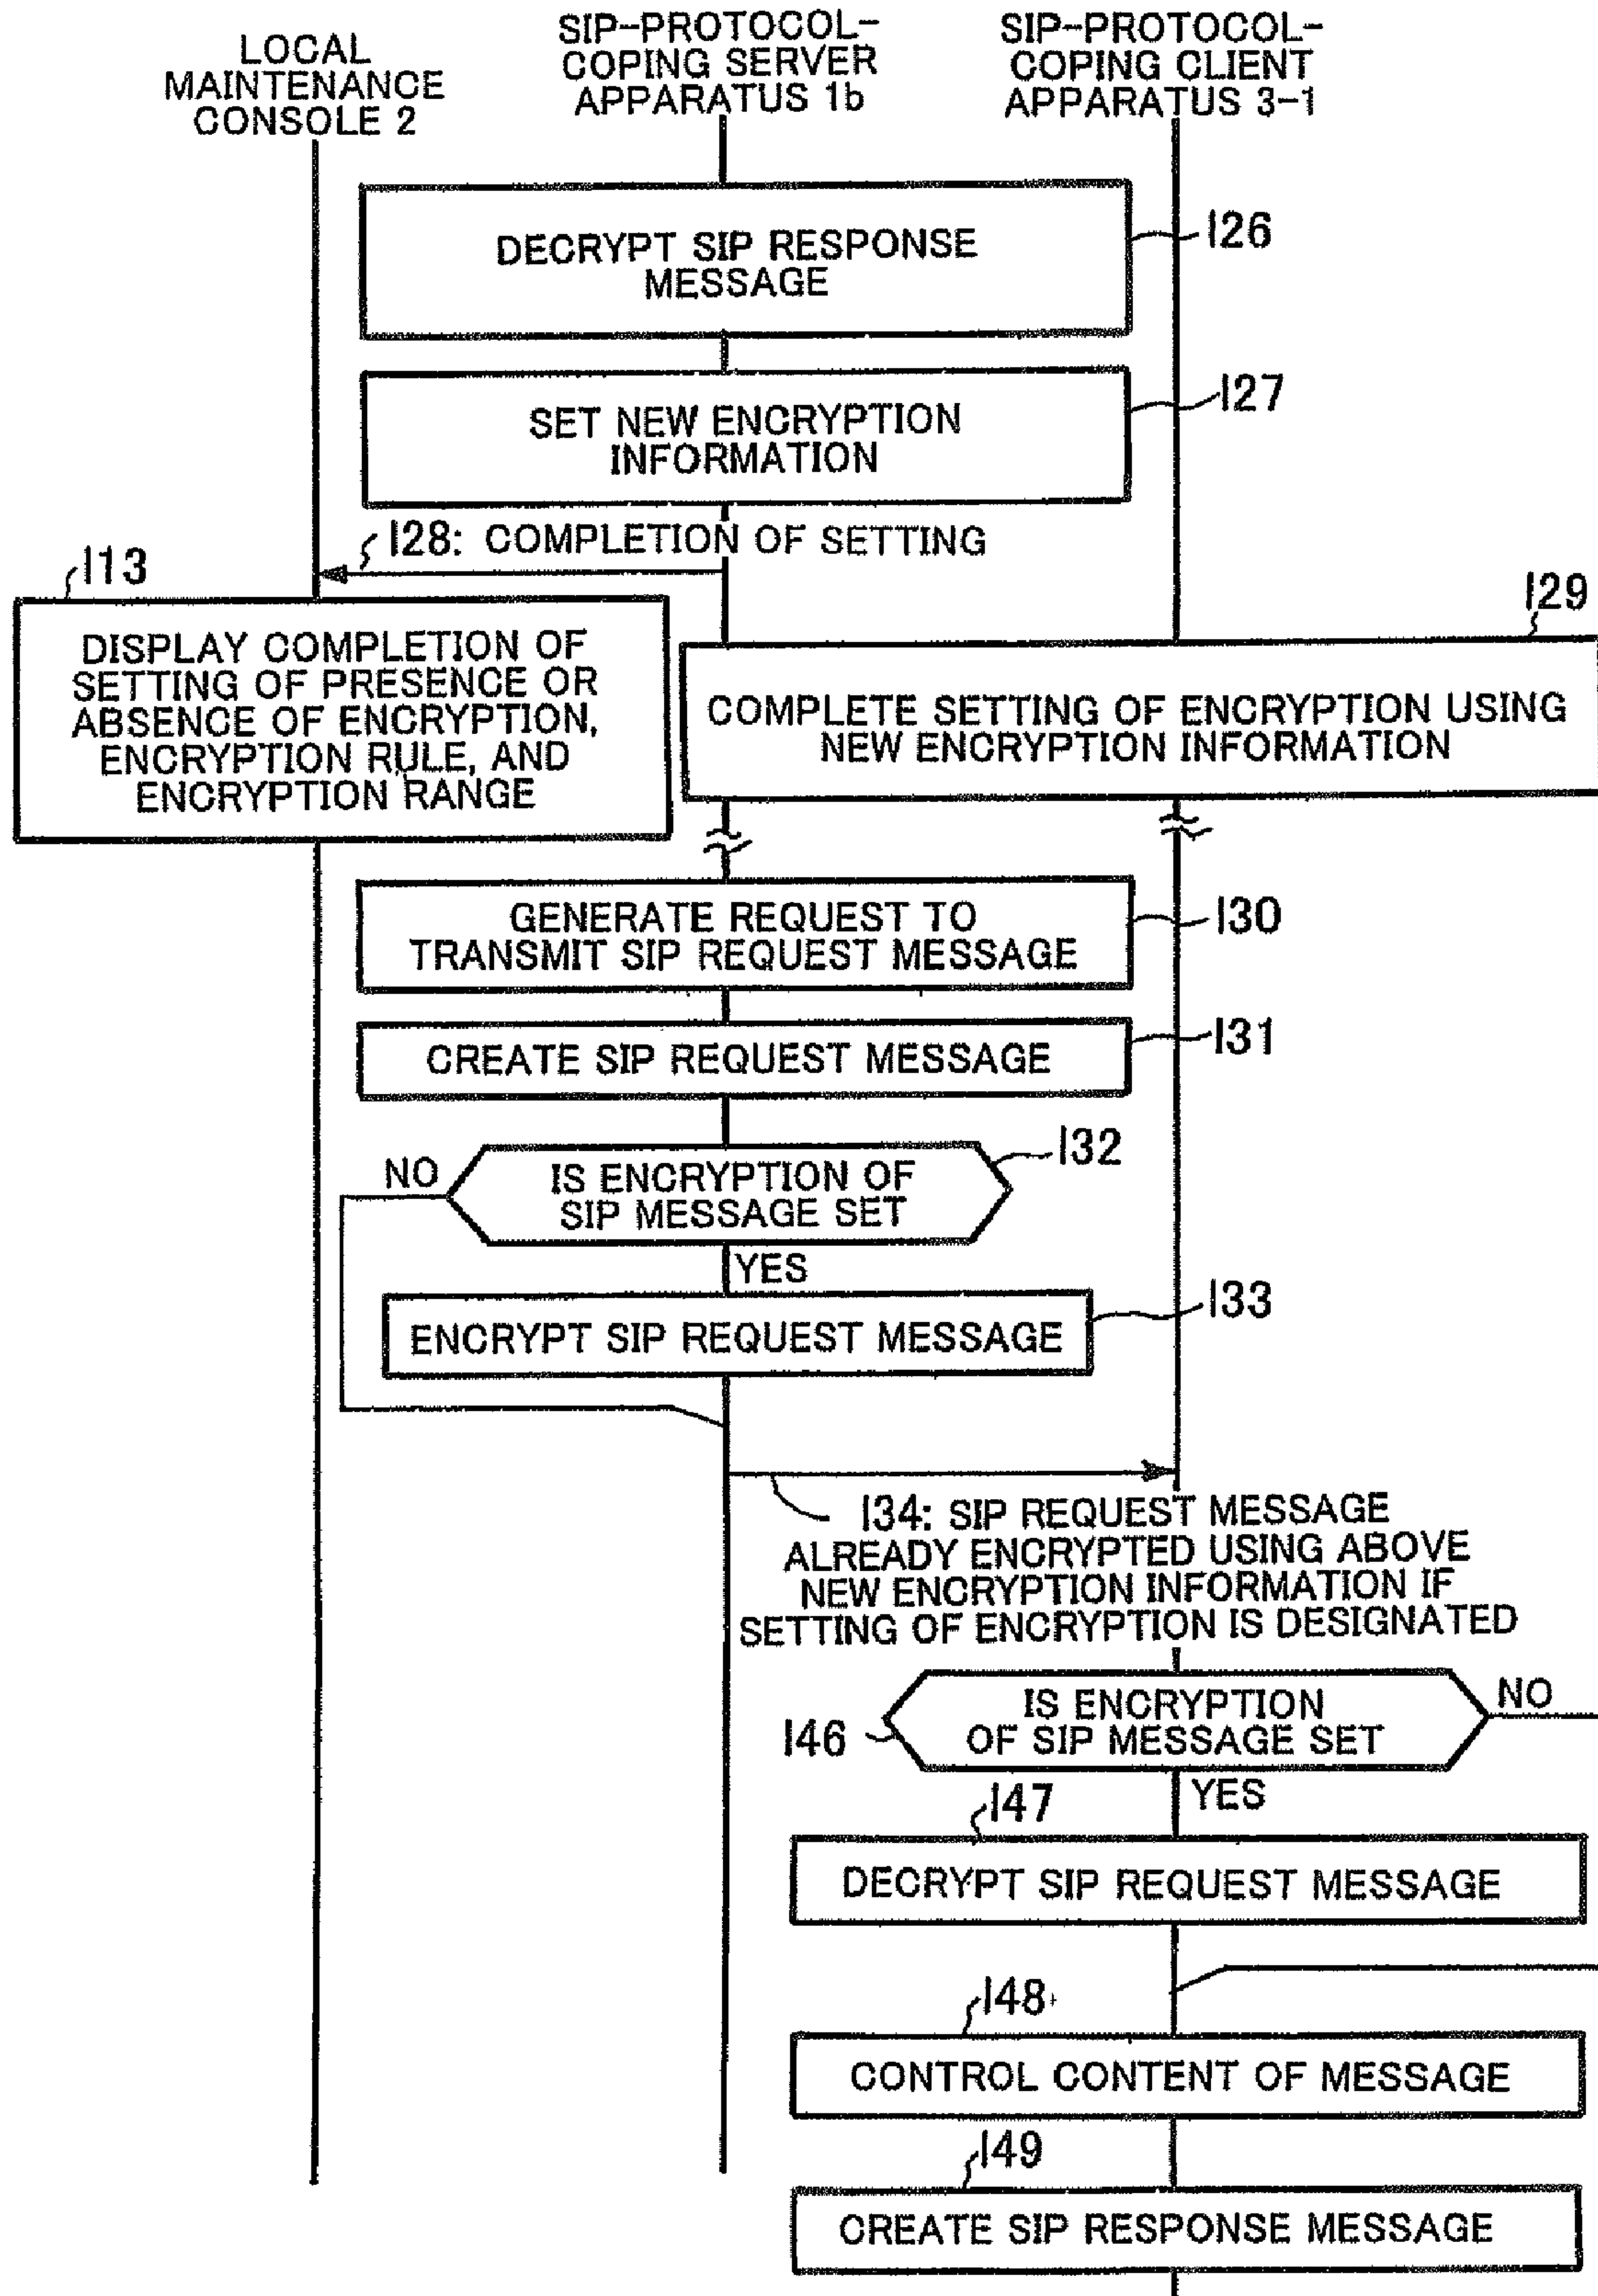 LOCAL
MAINTENANCE
CONSOLE 2
SIP-PROTOCOL-
COPING SERVER
APPARATUS 1b
SIP-PROTOCOL-
COPING CLIENT
APPARATUS 3-1
DECRYPT SIP RESPONSE
MESSAGE
126
SET NEW ENCRYPTION
INFORMATION
127
128: COMPLETION OF SETTING
113
DISPLAY COMPLETION OF
SETTING OF PRESENCE OR
ABSENCE OF ENCRYPTION,
ENCRYPTION RULE, AND
ENCRYPTION RANGE
129
COMPLETE SETTING OF ENCRYPTION USING
NEW ENCRYPTION INFORMATION
GENERATE REQUEST TO
TRANSMIT SIP REQUEST MESSAGE
130
CREATE SIP REQUEST MESSAGE
131
NO
IS ENCRYPTION OF
SIP MESSAGE SET
132
YES
ENCRYPT SIP REQUEST MESSAGE
133
134: SIP REQUEST MESSAGE
ALREADY ENCRYPTED USING ABOVE
NEW ENCRYPTION INFORMATION IF
SETTING OF ENCRYPTION IS DESIGNATED
IS ENCRYPTION
OF SIP MESSAGE SET
NO
146
YES
147
DECRYPT SIP REQUEST MESSAGE
148
CONTROL CONTENT OF MESSAGE
149
CREATE SIP RESPONSE MESSAGE